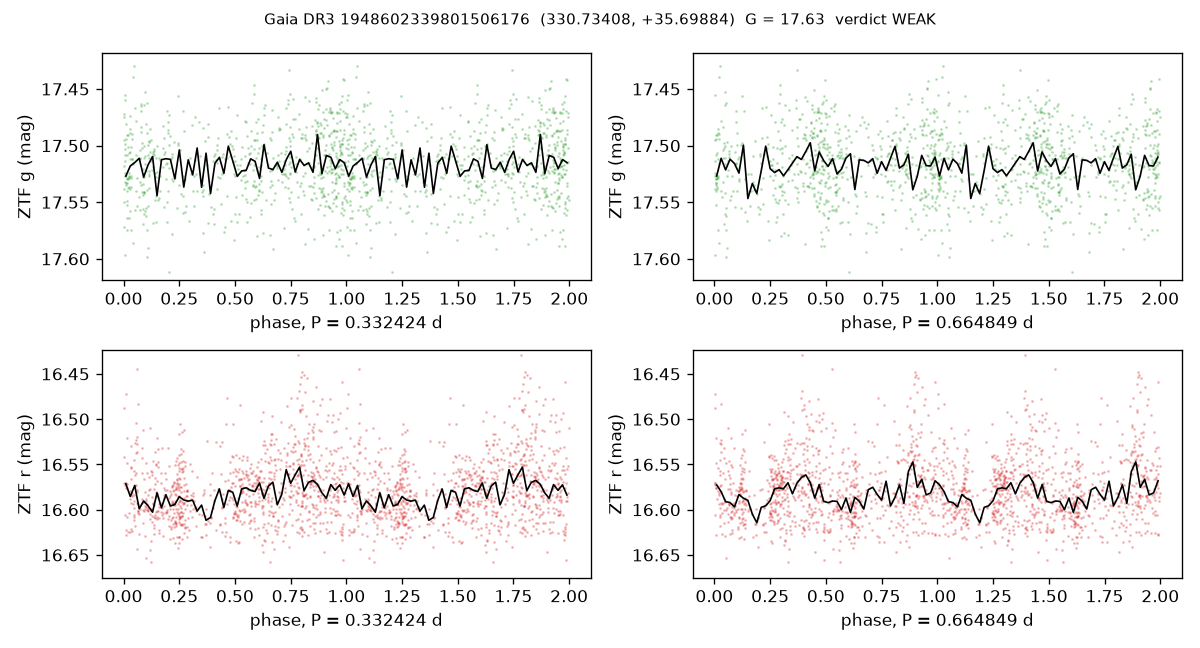 Gaia DR3 1948602339801506176 (330.73408, +35.69884) G = 17.63 verdict WEAK
ZTF g (mag)
17.45
17.50
17.55
17.60
0.00 0.25 0.50 0.75 1.00 1.25 1.50 1.75 2.00
phase, P = 0.332424 d
ZTF g (mag)
17.45
17.50
17.55
17.60
0.00 0.25 0.50 0.75 1.00 1.25 1.50 1.75 2.00
phase, P = 0.664849 d
ZTF r (mag)
16.45
16.50
16.55
16.60
16.65
0.00 0.25 0.50 0.75 1.00 1.25 1.50 1.75 2.00
phase, P = 0.332424 d
ZTF r (mag)
16.45
16.50
16.55
16.60
16.65
0.00 0.25 0.50 0.75 1.00 1.25 1.50 1.75 2.00
phase, P = 0.664849 d